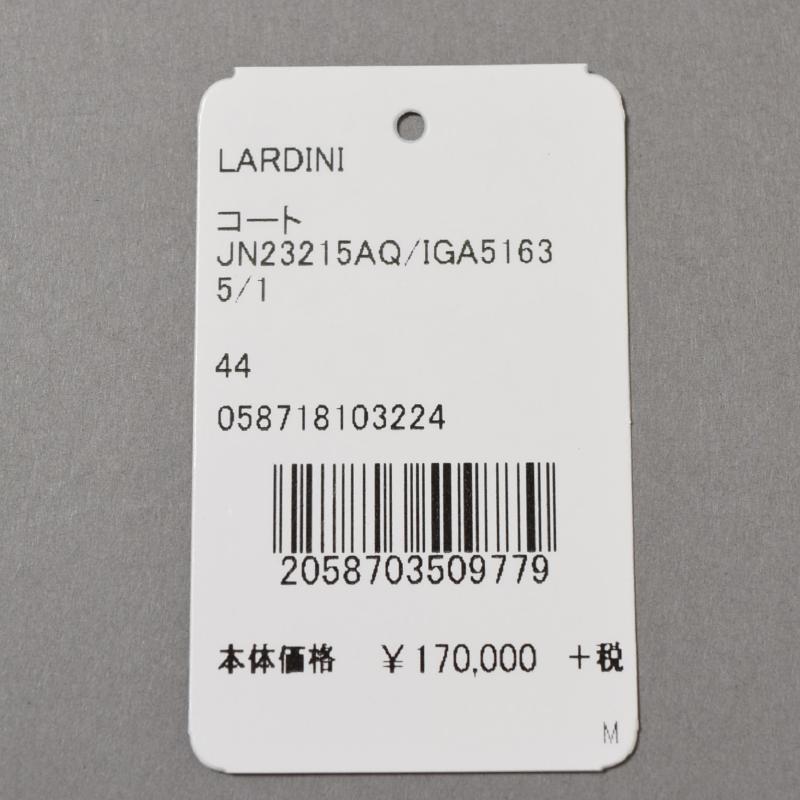 LARDINI
コート
JN23215AQ/IGA5163
5/1
44
058718103224
2058703509779
本体価格 ¥170,000 +税
M